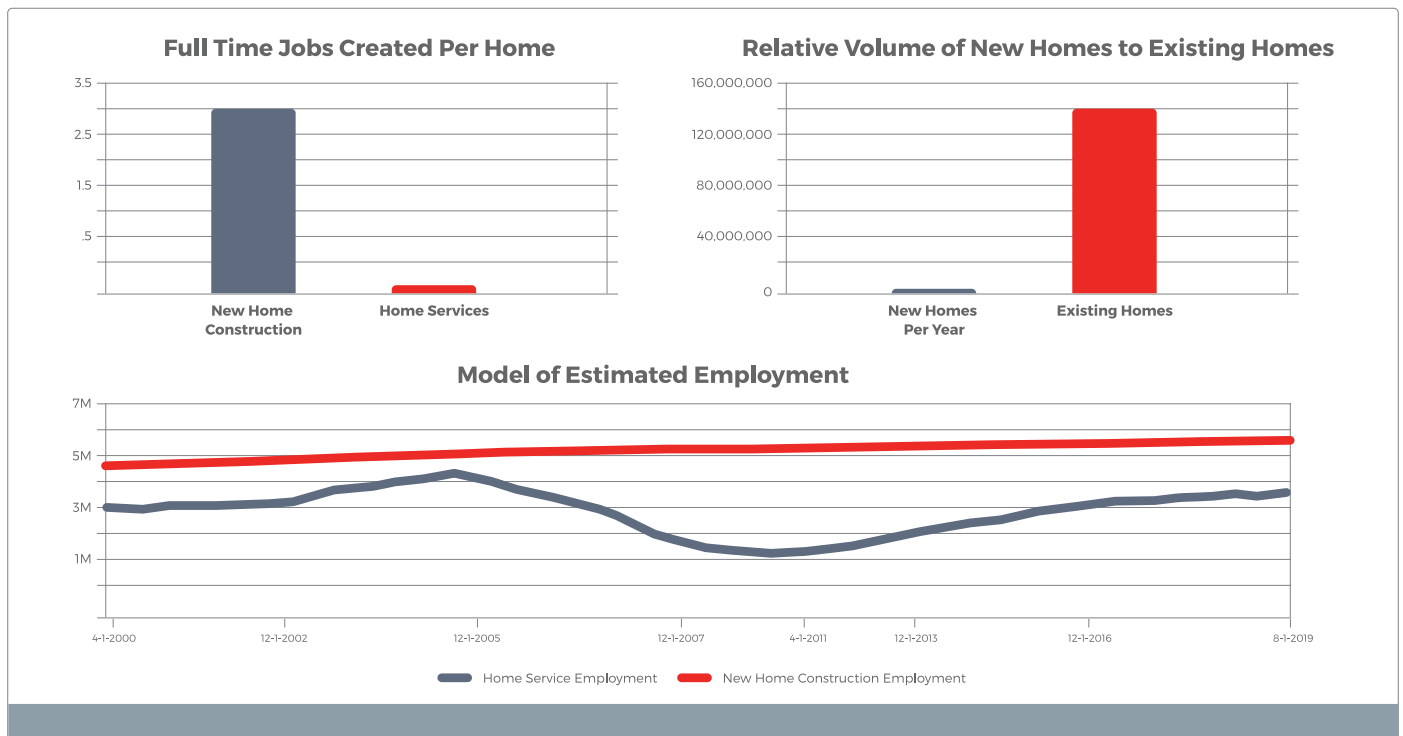 Full Time Jobs Created Per Home
3.5
2.5
1.5
.5
New Home
Construction
Home Services
Relative Volume of New Homes to Existing Homes
160,000,000
120,000,000
80,000,000
40,000,000
0
New Homes
Per Year
Existing Homes
Model of Estimated Employment
7M
5M
3M
1M
4-1-2000
12-1-2002
12-1-2005
12-1-2007
4-1-2011
12-1-2013
12-1-2016
8-1-2019
Home Service Employment
New Home Construction Employment